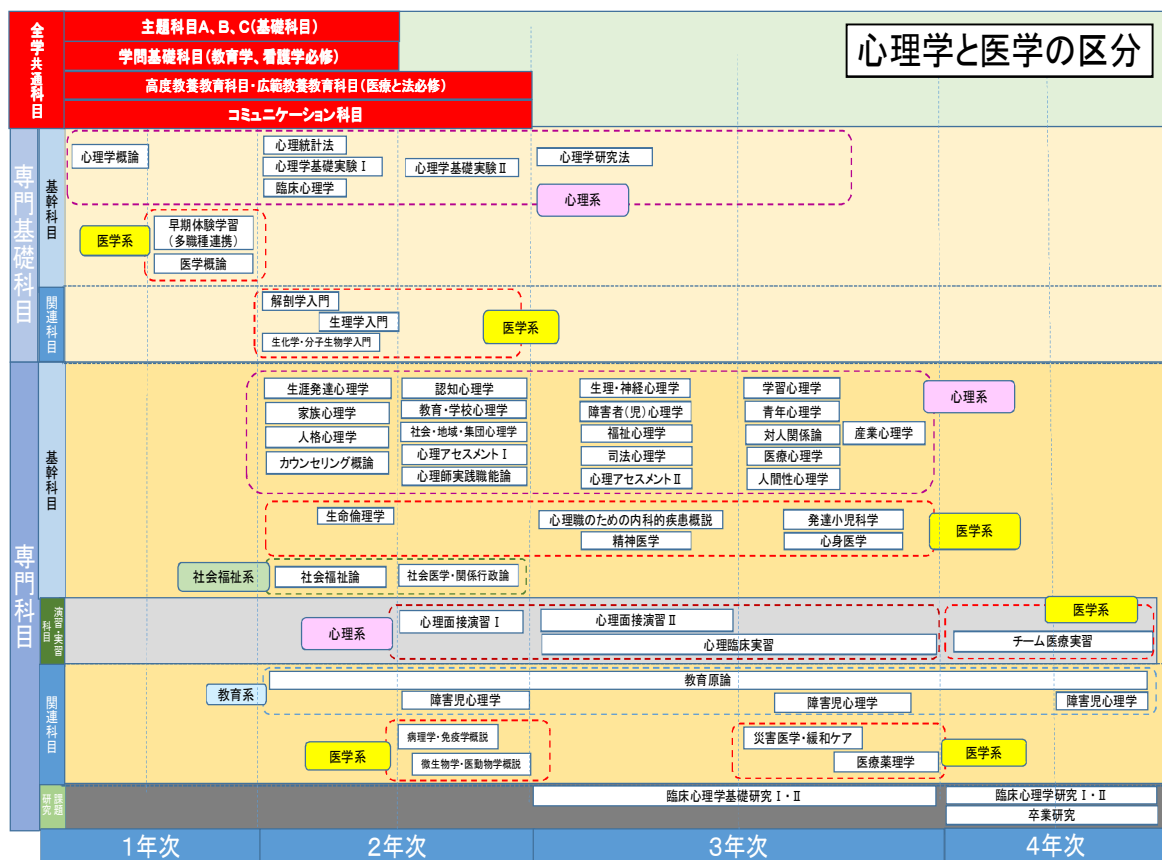 心理学と医学の区分
全学共通科目
主題科目A、B、C(基礎科目)
学問基礎科目(教育学、看護学必修)
高度教養教育科目・広範教養教育科目(医療と法必修)
コミュニケーション科目
専門基礎科目
基幹科目
心理学概論
心理統計法
心理学基礎実験Ⅰ
臨床心理学
心理学基礎実験Ⅱ
心理学研究法
心理系
医学系
早期体験学習
(多職種連携)
医学概論
関連科目
解剖学入門
生理学入門
生化学・分子生物学入門
医学系
専門科目
基幹科目
生涯発達心理学
家族心理学
人格心理学
カウンセリング概論
認知心理学
教育・学校心理学
社会・地域・集団心理学
心理アセスメントⅠ
心理師実践職能論
生理・神経心理学
障害者(児)心理学
福祉心理学
司法心理学
心理アセスメントⅡ
学習心理学
青年心理学
対人関係論
医療心理学
人間性心理学
産業心理学
心理系
生命倫理学
心理職のための内科的疾患概説
精神医学
発達小児科学
心身医学
医学系
社会福祉系
社会福祉論
社会医学・関係行政論
演習・実習
科目
心理系
心理面接演習Ⅰ
心理面接演習Ⅱ
心理臨床実習
医学系
チーム医療実習
関連科目
教育系
教育原論
障害児心理学
障害児心理学
障害児心理学
医学系
病理学・免疫学概説
微生物学・医動物学概説
災害医学・緩和ケア
医療薬理学
医学系
課題
研究
臨床心理学基礎研究Ⅰ・Ⅱ
臨床心理学研究Ⅰ・Ⅱ
卒業研究
1年次
2年次
3年次
4年次